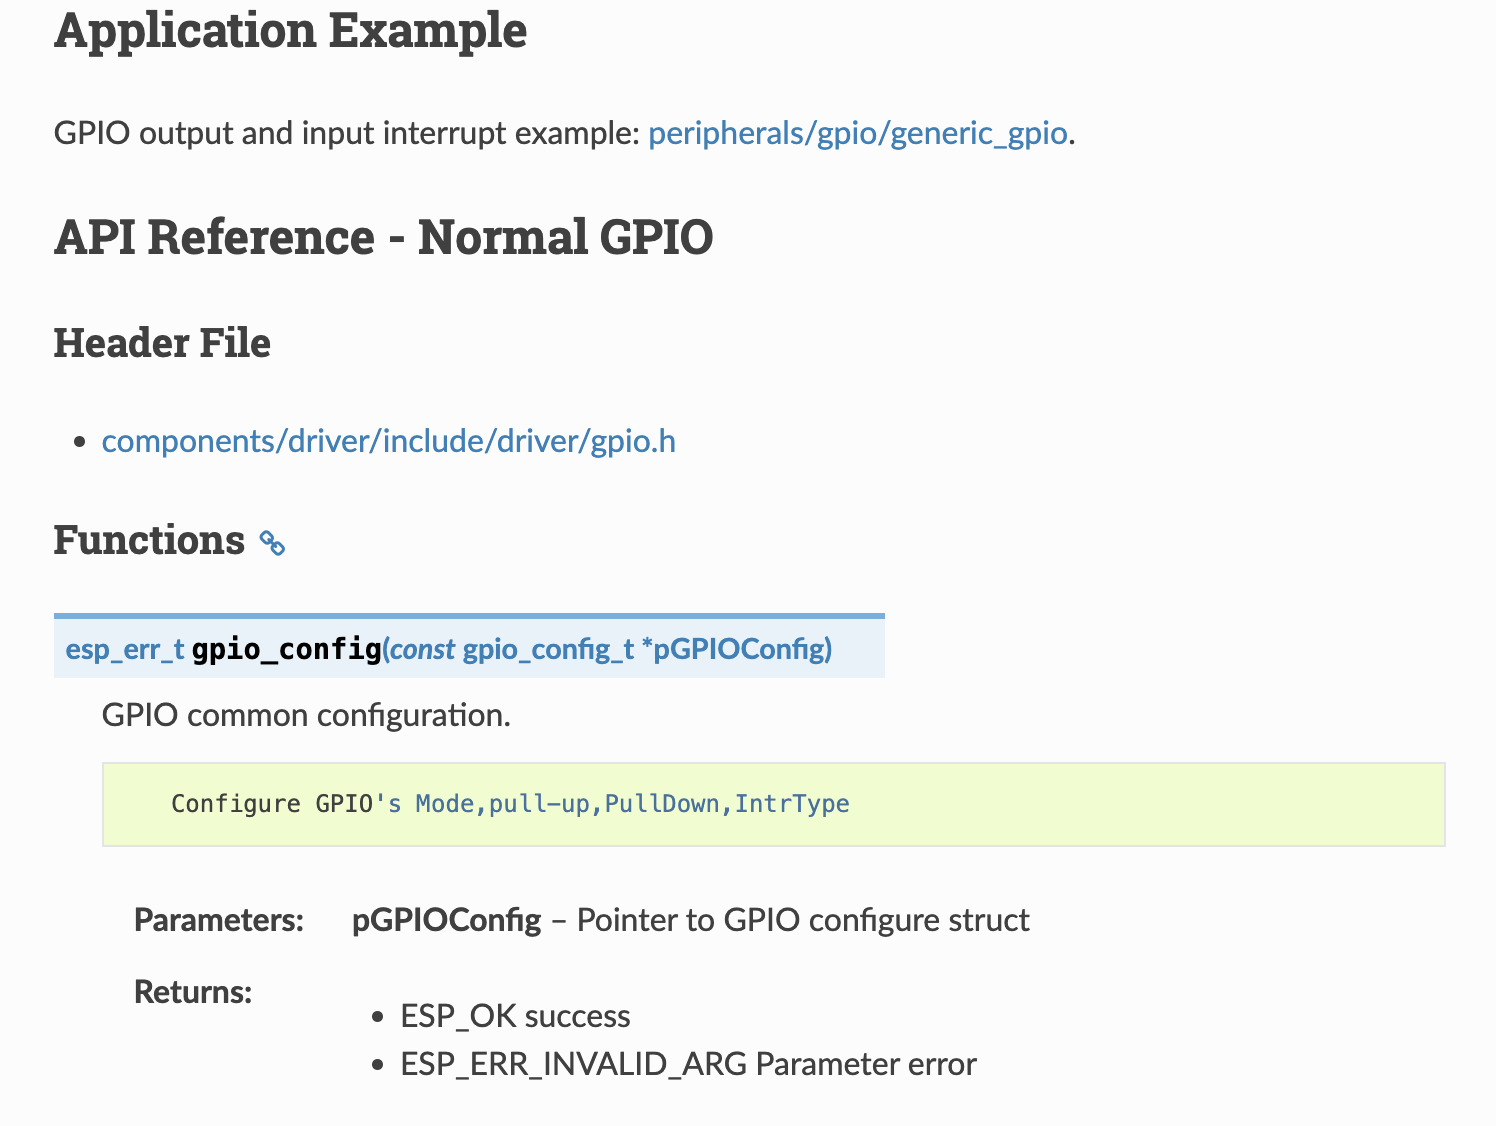 Application Example
GPIO output and input interrupt example: peripherals/gpio/generic_gpio.
API Reference - Normal GPIO
Header File
• components/driver/include/driver/gpio.h
Functions
esp_err_t gpio_config(const gpio_config_t *pGPIOConfig)
GPIO common configuration.
Configure GPIO's Mode,pull-up,PullDown,IntrType
Parameters: pGPIOConfig – Pointer to GPIO configure struct
Returns:
• ESP_OK success
• ESP_ERR_INVALID_ARG Parameter error